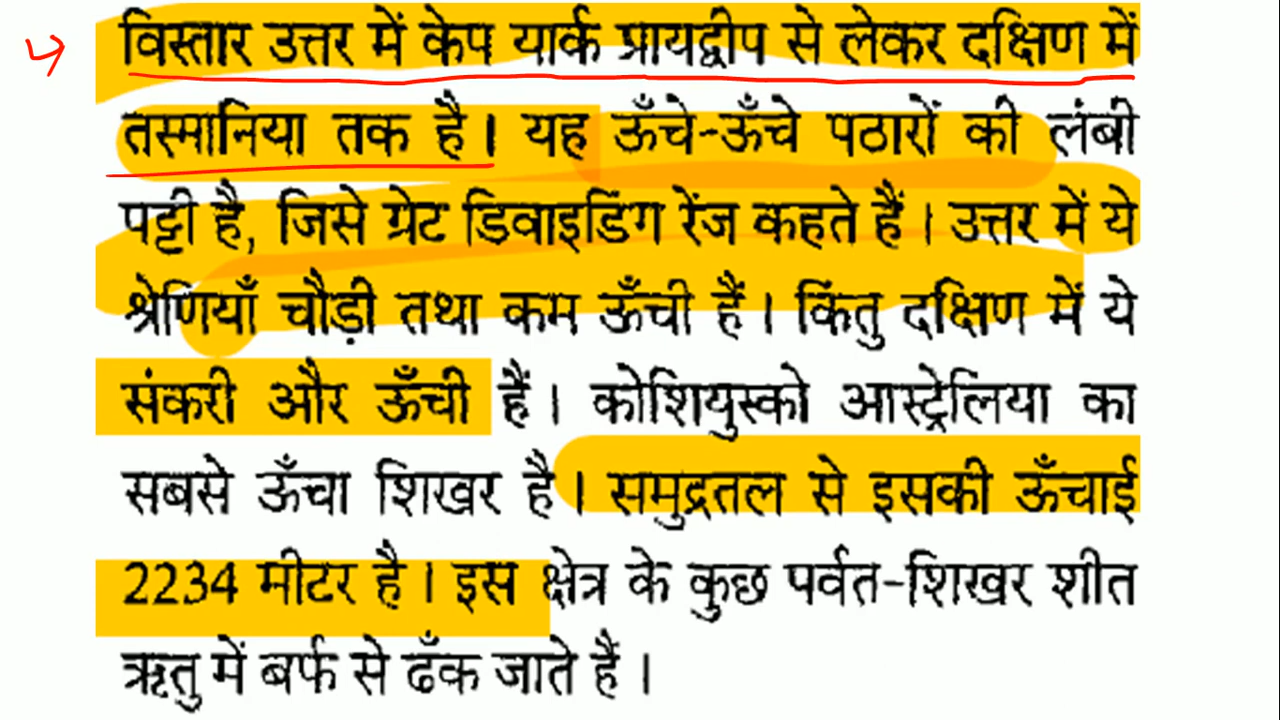 विस्तार उत्तर में केप यार्क प्रायद्वीप से लेकर दक्षिण में
तस्मानिया तक है। यह ऊँचे-ऊँचे पठारों की लंबी
पट्टी है, जिसे ग्रेट डिवाइडिंग रेंज कहते हैं। उत्तर में ये
श्रेणियाँ चौड़ी तथा कम ऊँची हैं। किंतु दक्षिण में ये
संकरी और ऊँची हैं। कोशियुस्को आस्ट्रेलिया का
सबसे ऊँचा शिखर है। समुद्रतल से इसकी ऊँचाई
2234 मीटर है। इस क्षेत्र के कुछ पर्वत-शिखर शीत
ऋतु में बर्फ से ढँक जाते हैं।